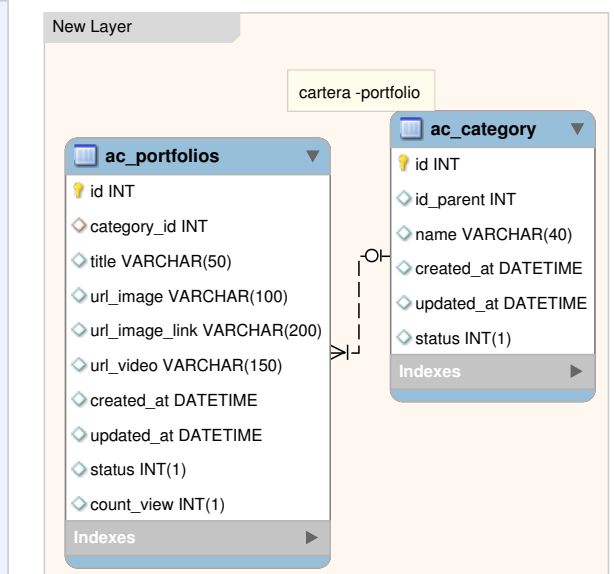 New Layer
cartera -portfolio
ac_portfolios
id INT
category_id INT
title VARCHAR(50)
url_image VARCHAR(100)
url_image_link VARCHAR(200)
url_video VARCHAR(150)
created_at DATETIME
updated_at DATETIME
status INT(1)
count_view INT(1)
Indexes
ac_category
id INT
id_parent INT
name VARCHAR(40)
created_at DATETIME
updated_at DATETIME
status INT(1)
Indexes